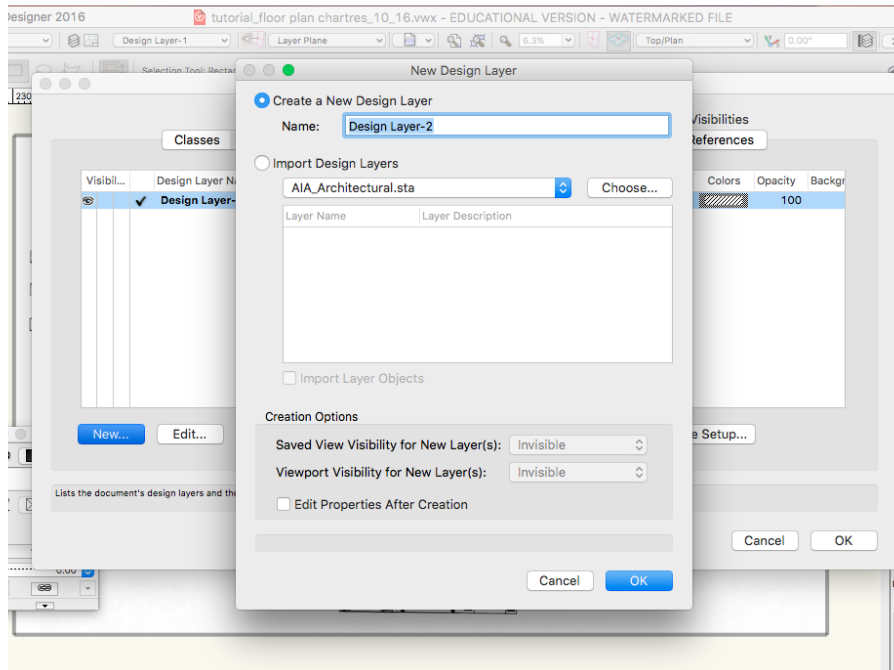 Designer 2016
tutorial_floor plan chartres_10_16.vwx - EDUCATIONAL VERSION - WATERMARKED FILE
Design Layer-1
Layer Plane
6.3%
Top/Plan
0.00°
Selection Tool: Rectan
230
New Design Layer
Create a New Design Layer
Name: Design Layer-2
Import Design Layers
AIA_Architectural.sta
Choose...
Layer Name
Layer Description
Import Layer Objects
Creation Options
Saved View Visibility for New Layer(s): Invisible
Viewport Visibility for New Layer(s): Invisible
Edit Properties After Creation
Cancel
OK
Classes
Visibilities
References
Visibil...
Design Layer Na
Colors
Opacity
Backgr
Design Layer-
100
New...
Edit...
e Setup...
Lists the document's design layers and the
Cancel
OK
0.00